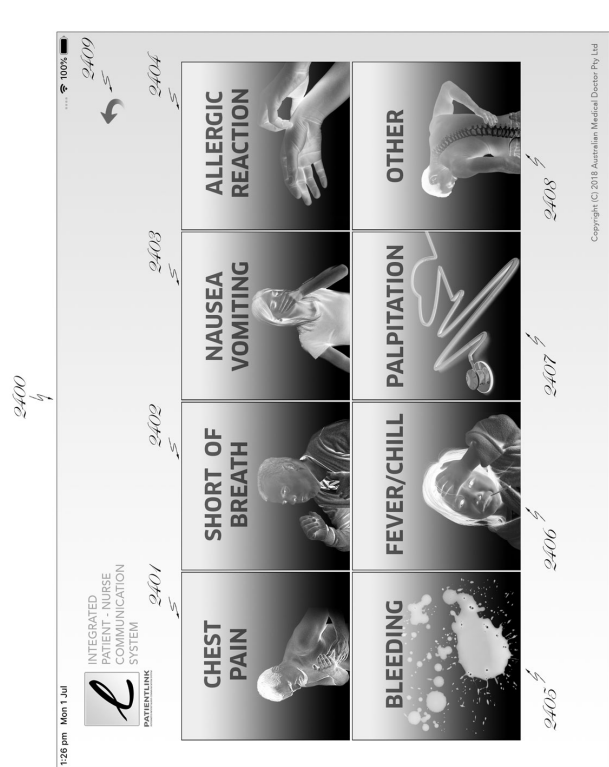 2400
1:26 pm Mon 1 Jul
100%
INTEGRATED
PATIENT - NURSE
COMMUNICATION
SYSTEM
PATIENTLINK
2409
2401
2402
2403
2404
CHEST
PAIN
SHORT OF
BREATH
NAUSEA
VOMITING
ALLERGIC
REACTION
BLEEDING
FEVER/CHILL
PALPITATION
OTHER
2405
2406
2407
2408
Copyright (C) 2018 Australian Medical Doctor Pty Ltd